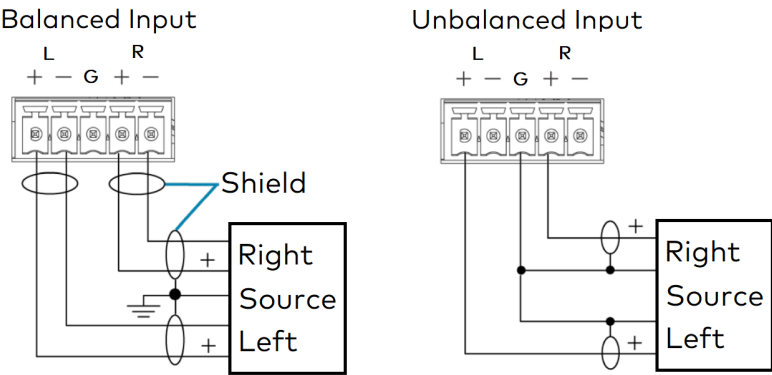 Balanced Input
L R
+ − G + −
Shield
+ Right
Source
+ Left
Unbalanced Input
L R
+ − G + −
+
Right
Source
+ Left